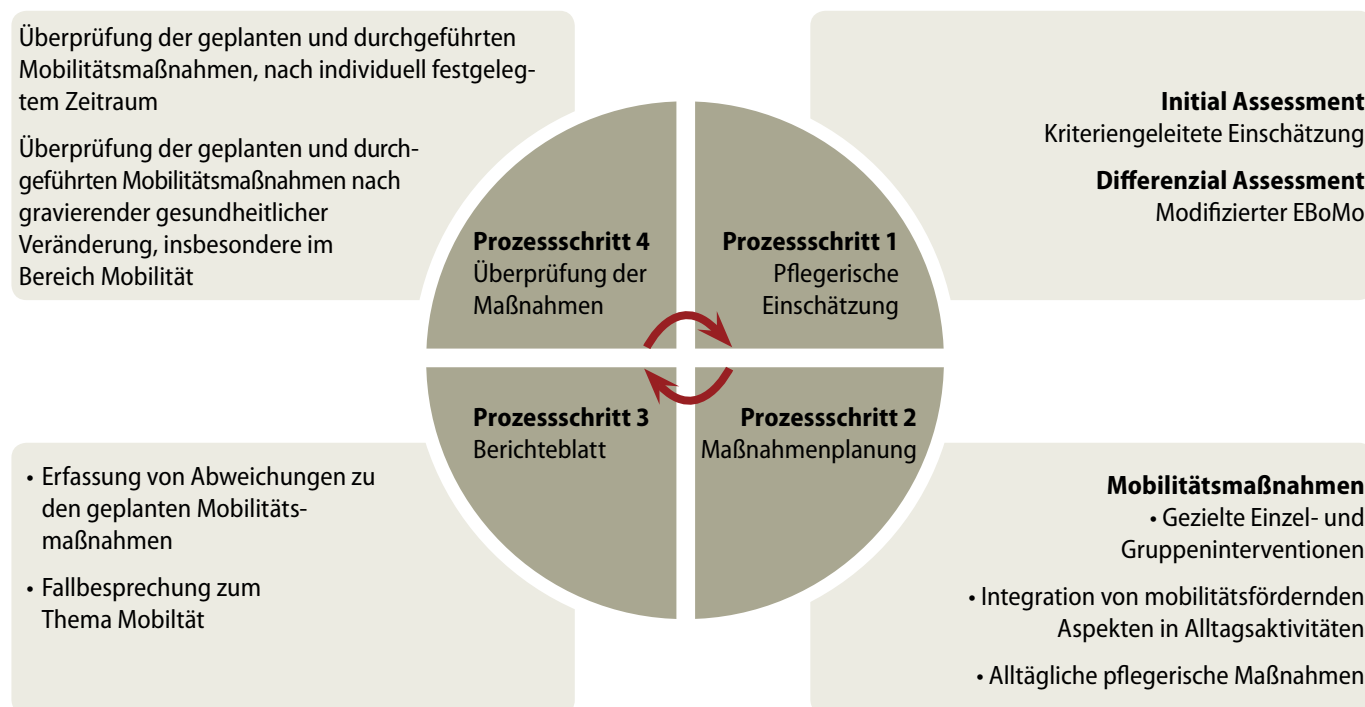 Überprüfung der geplanten und durchgeführten
Mobilitätsmaßnahmen, nach individuell festgeleg-
tem Zeitraum
Überprüfung der geplanten und durch-
geführten Mobilitätsmaßnahmen nach
gravierender gesundheitlicher
Veränderung, insbesondere im
Bereich Mobilität
Initial Assessment
Kriteriengeleitete Einschätzung
Differenzial Assessment
Modifizierter EBoMo
Prozessschritt 4
Überprüfung der
Maßnahmen
Prozessschritt 1
Pflegerische
Einschätzung
Prozessschritt 3
Berichteblatt
Prozessschritt 2
Maßnahmenplanung
• Erfassung von Abweichungen zu
den geplanten Mobilitäts-
maßnahmen
• Fallbesprechung zum
Thema Mobiltät
Mobilitätsmaßnahmen
• Gezielte Einzel- und
Gruppeninterventionen
• Integration von mobilitätsfördernden
Aspekten in Alltagsaktivitäten
• Alltägliche pflegerische Maßnahmen